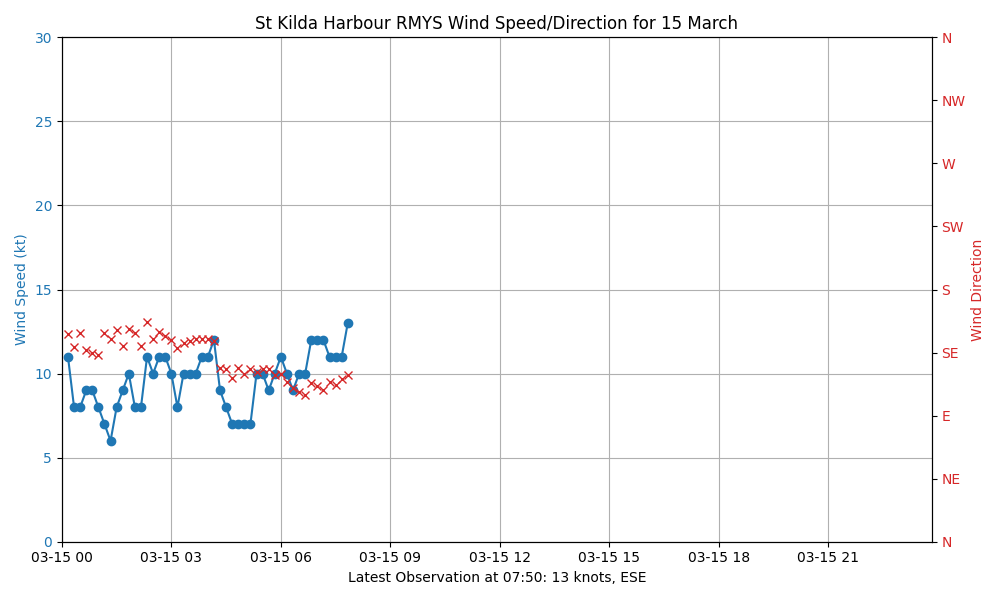 St Kilda Harbour RMYS Wind Speed/Direction for 15 March
Wind Speed (kt)
30
25
20
15
10
5
0
03-15 00
03-15 03
03-15 06
03-15 09
03-15 12
03-15 15
03-15 18
03-15 21
Latest Observation at 07:50: 13 knots, ESE
N
NW
W
SW
S
SE
E
NE
N
Wind Direction